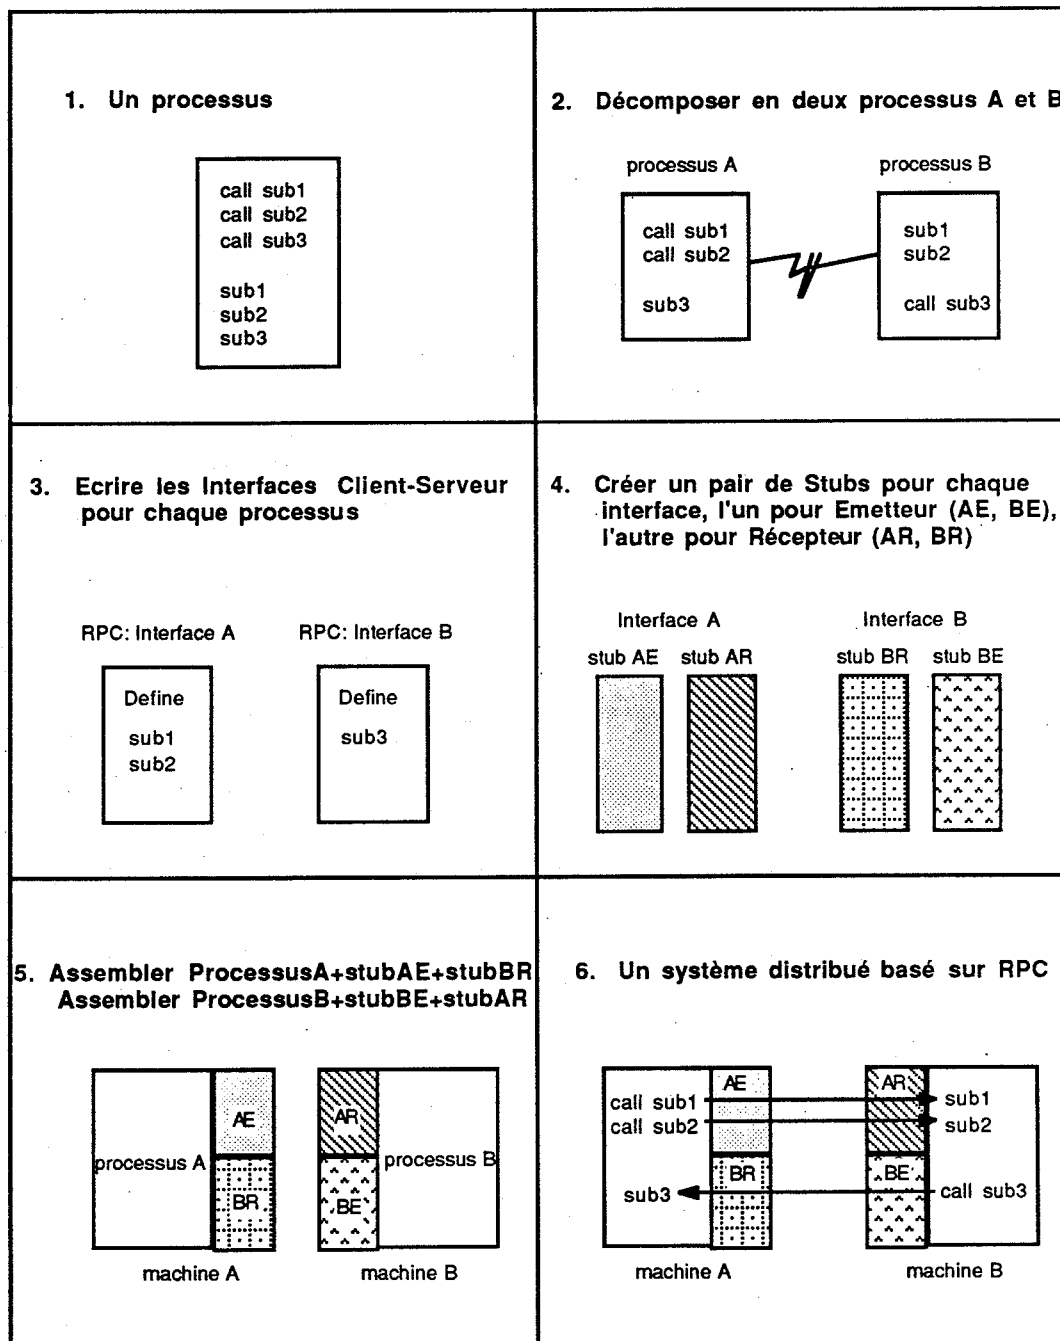 1. Un processus
call sub1
call sub2
call sub3
sub1
sub2
sub3
2. Décomposer en deux processus A et B
processus A
call sub1
call sub2
sub3
processus B
sub1
sub2
call sub3
3. Ecrire les Interfaces Client-Serveur
pour chaque processus
RPC: Interface A
Define
sub1
sub2
RPC: Interface B
Define
sub3
4. Créer un pair de Stubs pour chaque
interface, l'un pour Emetteur (AE, BE),
l'autre pour Récepteur (AR, BR)
Interface A
stub AE stub AR
Interface B
stub BR stub BE
5. Assembler ProcessusA+stubAE+stubBR
Assembler ProcessusB+stubBE+stubAR
processus A
AE
BR
machine A
AR
BE
processus B
machine B
6. Un système distribué basé sur RPC
call sub1
call sub2
sub3
AE
BR
machine A
AR
BE
sub1
sub2
call sub3
machine B